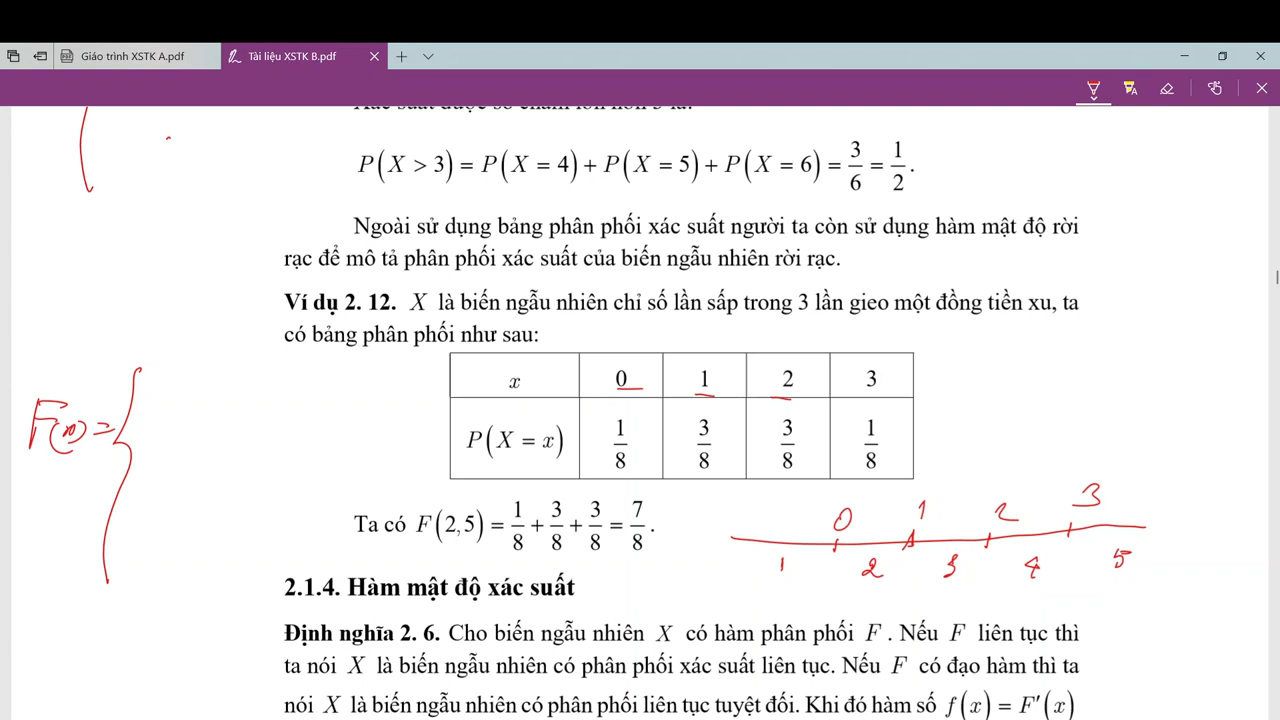 Giáo trình XSTK A.pdf
Tài liệu XSTK B.pdf
P(X > 3) = P(X = 4) + P(X = 5) + P(X = 6) = 3/6 = 1/2.
Ngoài sử dụng bảng phân phối xác suất người ta còn sử dụng hàm mật độ rời
rạc để mô tả phân phối xác suất của biến ngẫu nhiên rời rạc.
Ví dụ 2. 12. X là biến ngẫu nhiên chỉ số lần sấp trong 3 lần gieo một đồng tiền xu, ta
có bảng phân phối như sau:
x 0 1 2 3
F(x) =
P(X = x) 1/8 3/8 3/8 1/8
Ta có F(2,5) = 1/8 + 3/8 + 3/8 = 7/8.
0 1 2 3
1 2 3 4 5
2.1.4. Hàm mật độ xác suất
Định nghĩa 2. 6. Cho biến ngẫu nhiên X có hàm phân phối F. Nếu F liên tục thì
ta nói X là biến ngẫu nhiên có phân phối xác suất liên tục. Nếu F có đạo hàm thì ta
nói X là biến ngẫu nhiên có phân phối liên tục tuyệt đối. Khi đó hàm số f(x) = F'(x)